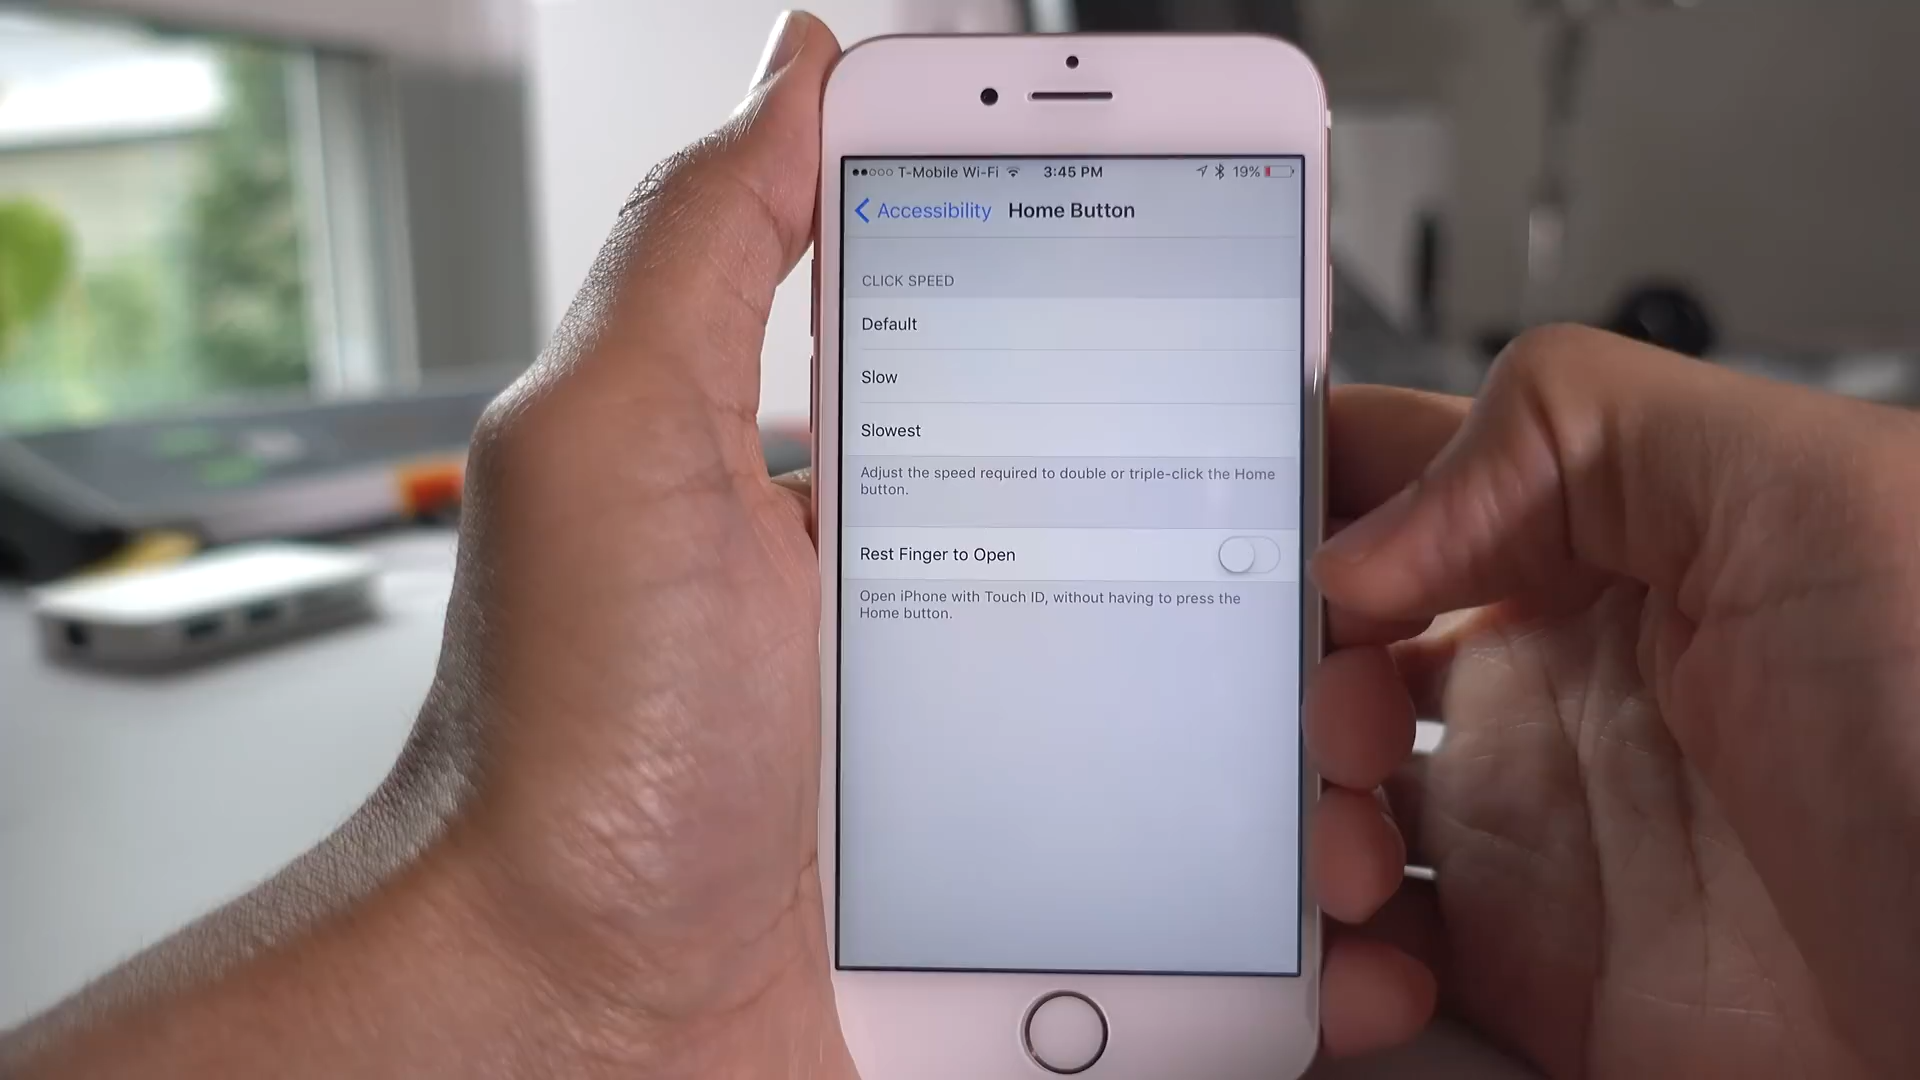 T-Mobile Wi-Fi 3:45 PM 19%
Accessibility Home Button
CLICK SPEED
Default
Slow
Slowest
Adjust the speed required to double or triple-click the Home
button.
Rest Finger to Open
Open iPhone with Touch ID, without having to press the
Home button.